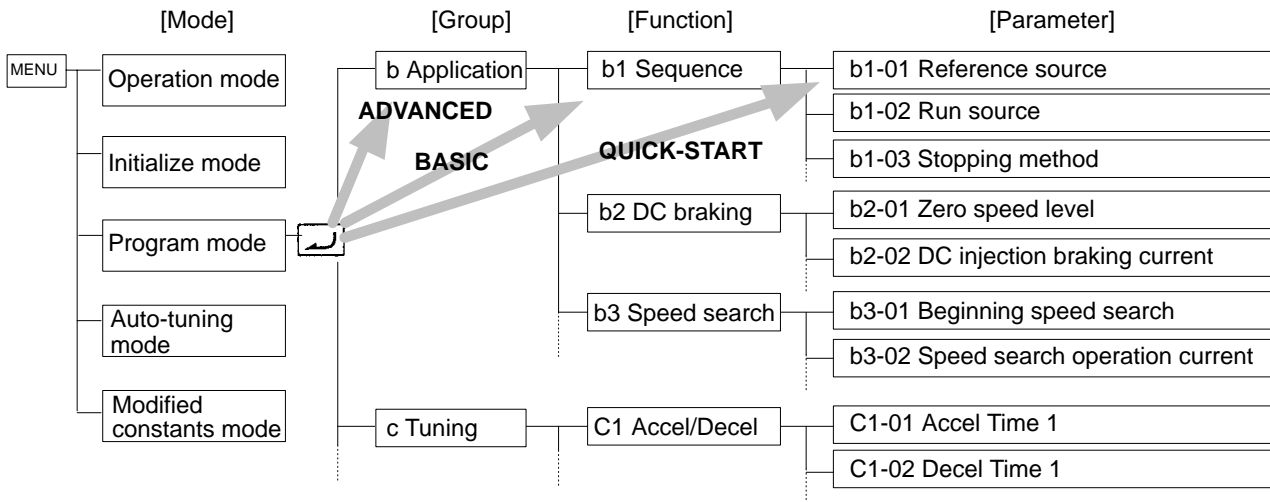 [Mode]
[Group]
[Function]
[Parameter]
MENU
Operation mode
Initialize mode
Program mode
Auto-tuning
mode
Modified
constants mode
b Application
ADVANCED
BASIC
QUICK-START
c Tuning
b1 Sequence
b2 DC braking
b3 Speed search
C1 Accel/Decel
b1-01 Reference source
b1-02 Run source
b1-03 Stopping method
b2-01 Zero speed level
b2-02 DC injection braking current
b3-01 Beginning speed search
b3-02 Speed search operation current
C1-01 Accel Time 1
C1-02 Decel Time 1